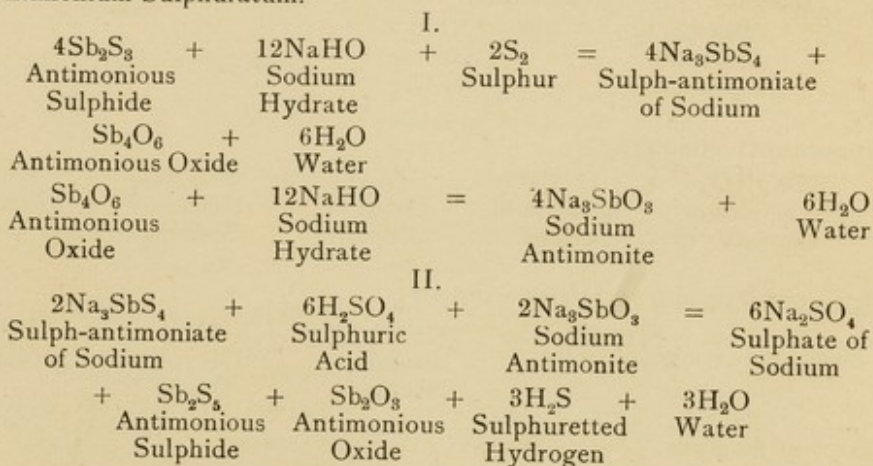 I.
4Sb₂S₃ + 12NaHO + 2S₂ = 4Na₃SbS₄ +
Antimonious Sodium Sulphur Sulph-antimoniate
Sulphide Hydrate of Sodium
Sb₄O₆ + 6H₂O
Antimonious Oxide Water
Sb₄O₆ + 12NaHO = 4Na₃SbO₃ + 6H₂O
Antimonious Sodium Sodium Water
Oxide Hydrate Antimonite
II.
2Na₃SbS₄ + 6H₂SO₄ + 2Na₃SbO₃ = 6Na₂SO₄
Sulph-antimoniate Sulphuric Sodium Sulphate of
of Sodium Acid Antimonite Sodium
+ Sb₂S₅ + Sb₂O₃ + 3H₂S + 3H₂O
Antimonious Antimonious Sulphuretted Water
Sulphide Oxide Hydrogen